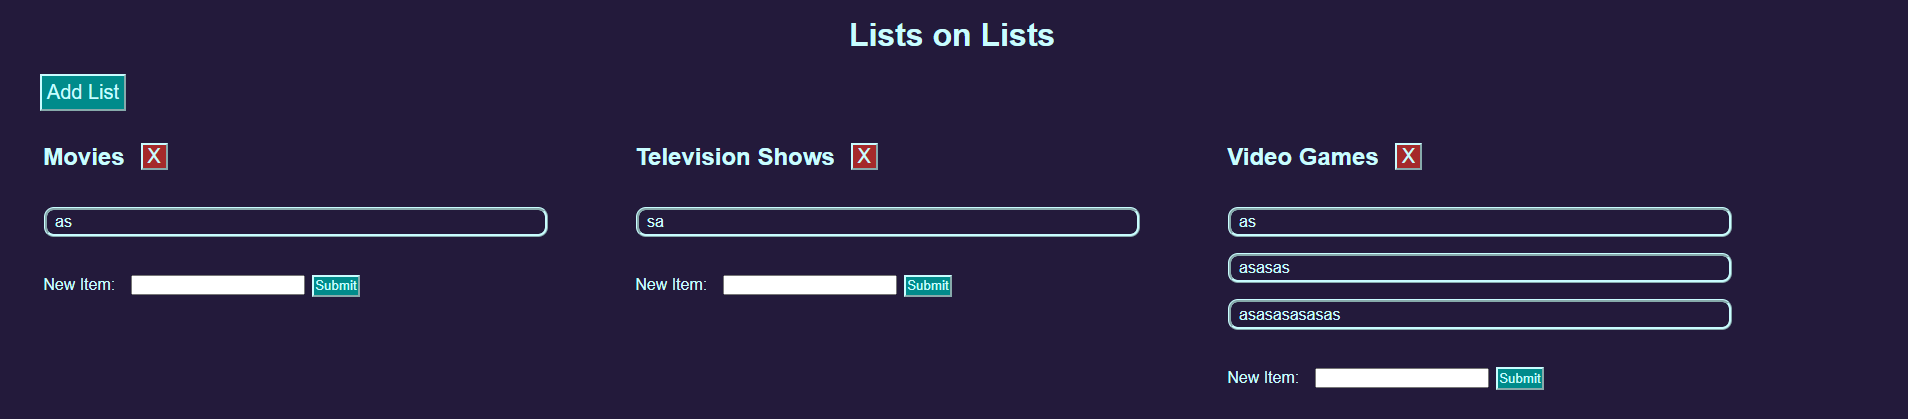 Lists on Lists
Add List
Movies X
as
New Item: Submit
Television Shows X
sa
New Item: Submit
Video Games X
as
asasas
asasasasasas
New Item: Submit